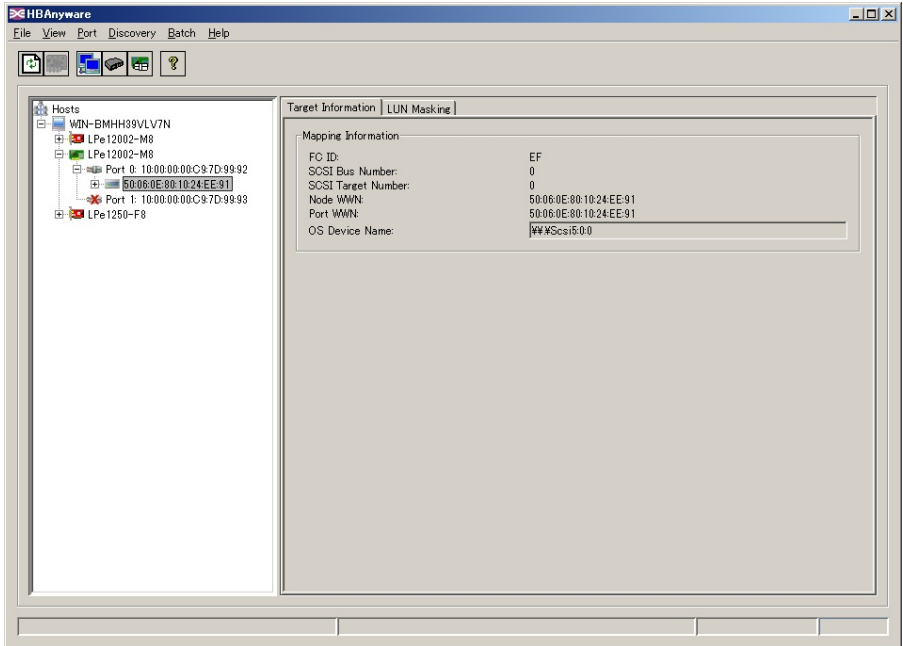 HBAnyware
File View Port Discovery Batch Help
?
Hosts
WIN-BMHH39VLV7N
LPe12002-M8
LPe12002-M8
Port 0: 10:00:00:00:C9:7D:99:92
50:06:0E:80:10:24:EE:91
Port 1: 10:00:00:00:C9:7D:99:93
LPe1250-F8
Target Information LUN Masking
Mapping Information
FC ID: EF
SCSI Bus Number: 0
SCSI Target Number: 0
Node WWN: 50:06:0E:80:10:24:EE:91
Port WWN: 50:06:0E:80:10:24:EE:91
OS Device Name: ¥¥.¥Scsi5:0:0